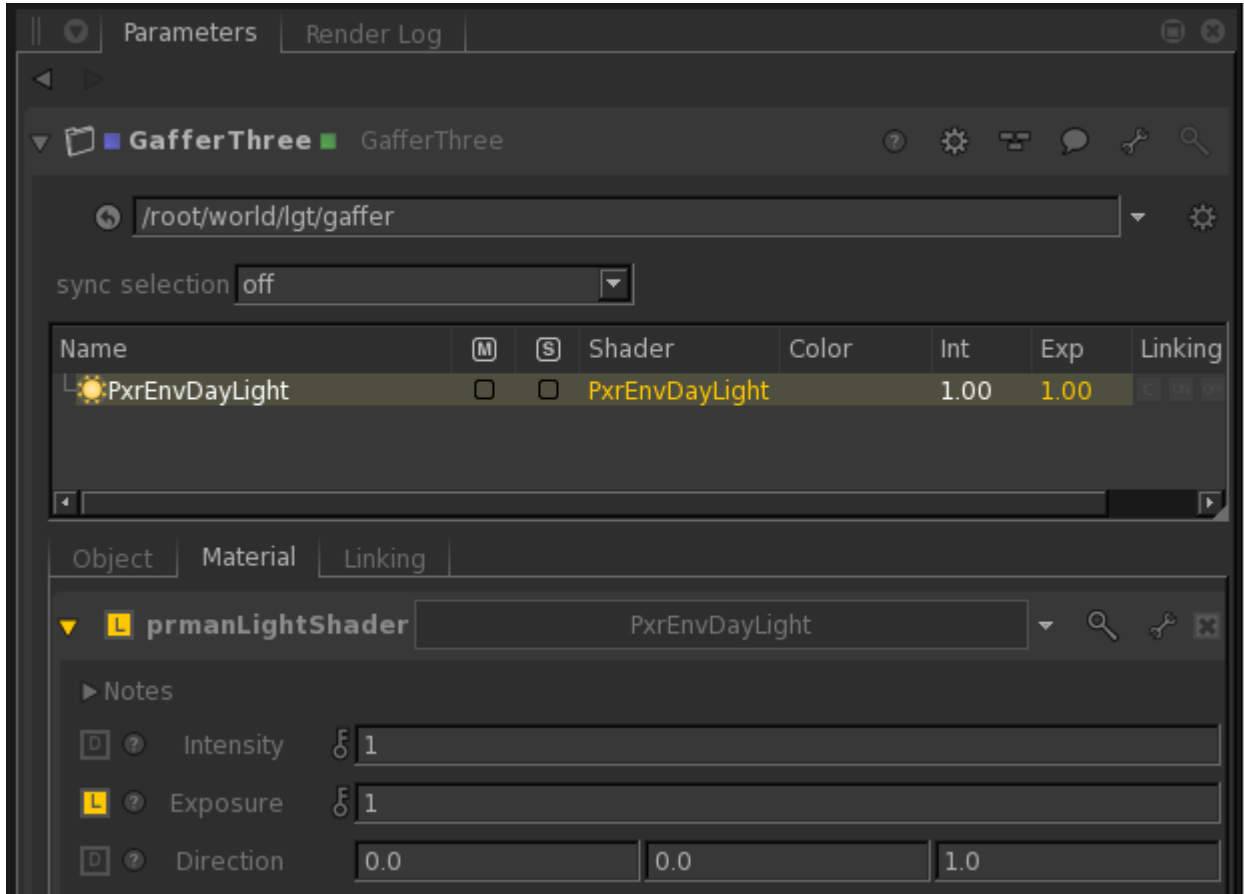 Parameters Render Log
GafferThree GafferThree
/root/world/lgt/gaffer
sync selection off
Name M S Shader Color Int Exp Linking
PxrEnvDayLight PxrEnvDayLight 1.00 1.00 C ON OFF
Object Material Linking
L prmanLightShader PxrEnvDayLight
Notes
D ? Intensity 1
L ? Exposure 1
D ? Direction 0.0 0.0 1.0